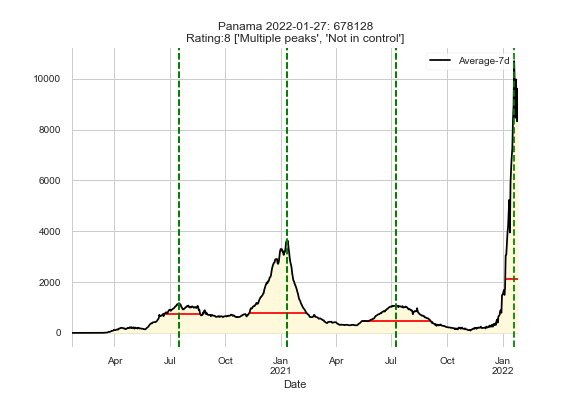 Panama 2022-01-27: 678128
Rating:8 ['Multiple peaks', 'Not in control']
Average-7d
10000
8000
6000
4000
2000
0
Apr Jul Oct Jan Apr Jul Oct Jan
2021 2022
Date